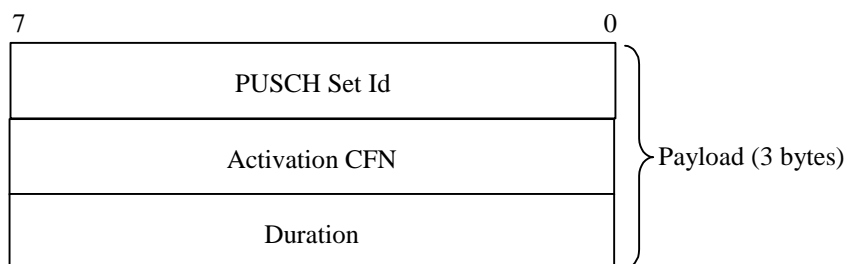 7 0
PUSCH Set Id
Activation CFN
Payload (3 bytes)
Duration